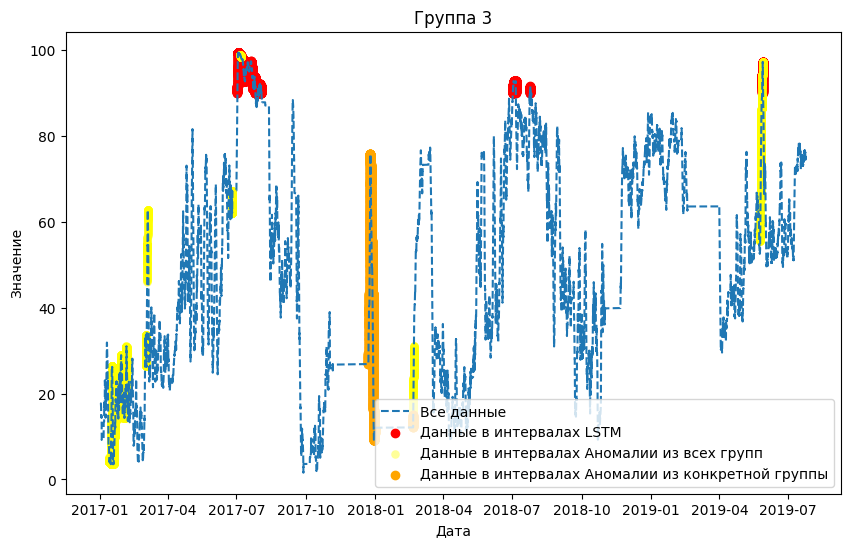 Группа 3
100
80
60
40
20
0
Значение
Все данные
Данные в интервалах LSTM
Данные в интервалах Аномалии из всех групп
Данные в интервалах Аномалии из конкретной группы
2017-01 2017-04 2017-07 2017-10 2018-01 2018-04 2018-07 2018-10 2019-01 2019-04 2019-07
Дата